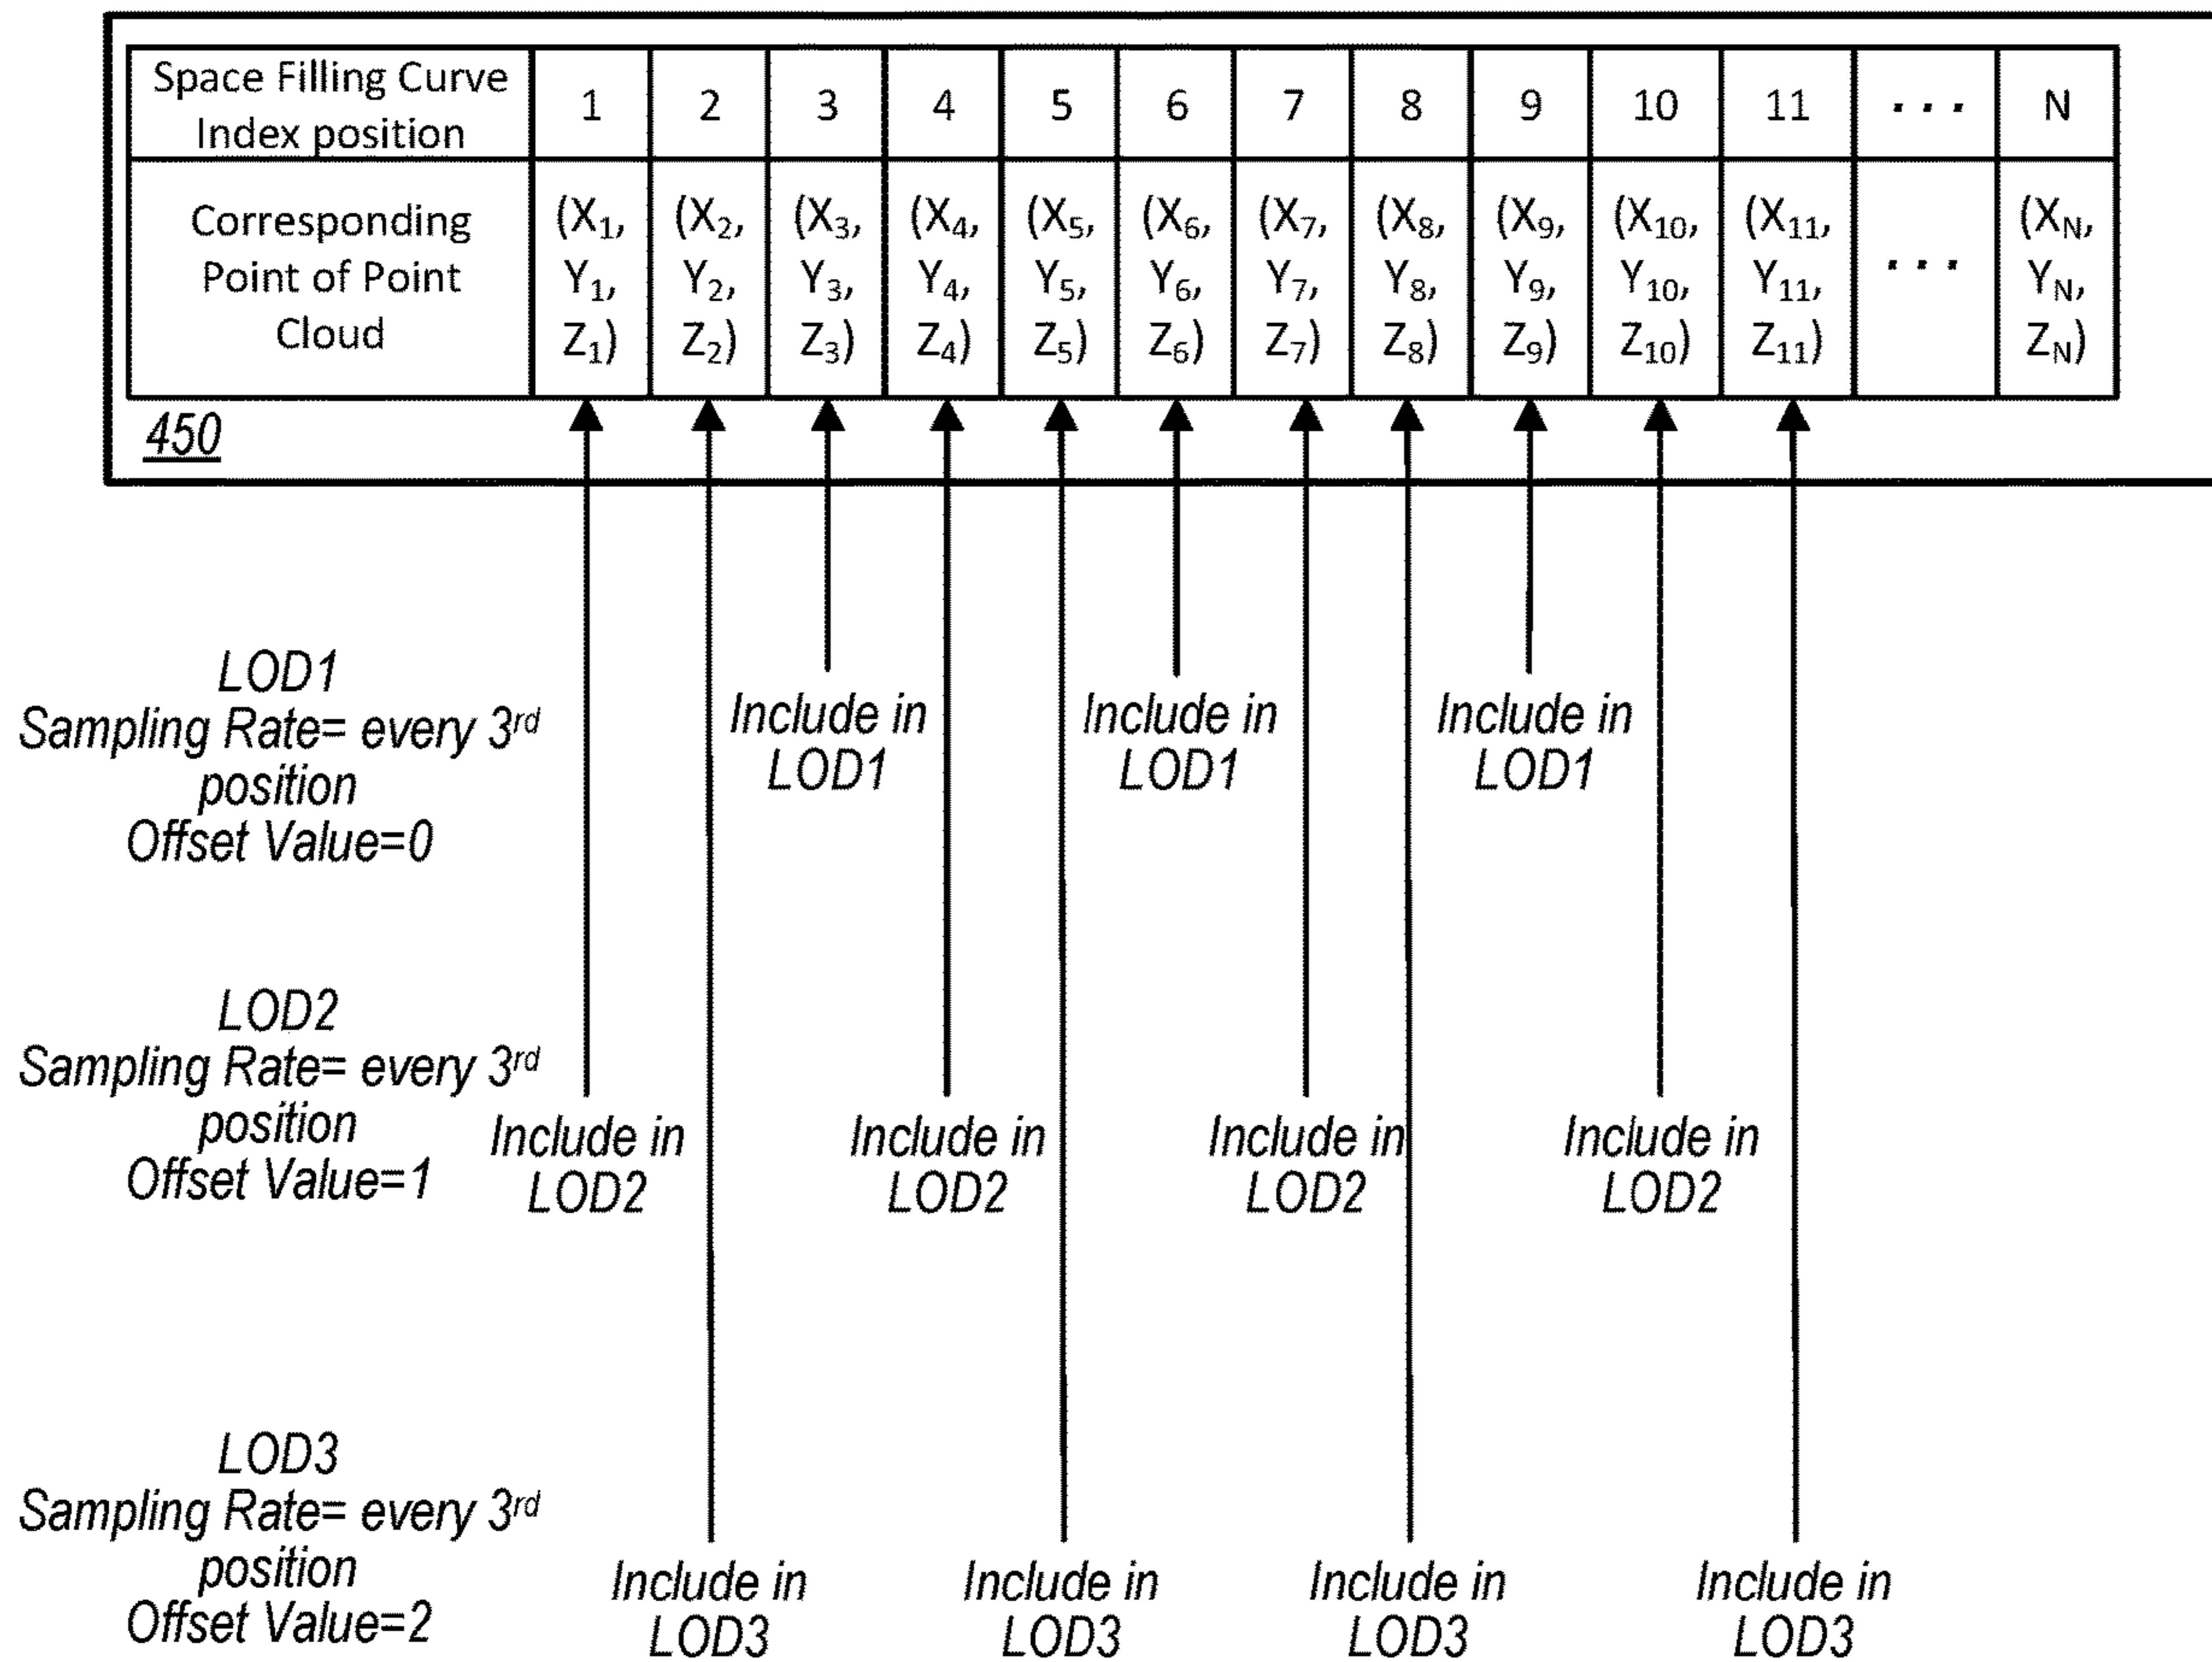 Space Filling Curve Index position 1 2 3 4 5 6 7 8 9 10 11 ... N
Corresponding Point of Point Cloud (X1, Y1, Z1) (X2, Y2, Z2) (X3, Y3, Z3) (X4, Y4, Z4) (X5, Y5, Z5) (X6, Y6, Z6) (X7, Y7, Z7) (X8, Y8, Z8) (X9, Y9, Z9) (X10, Y10, Z10) (X11, Y11, Z11) ... (XN, YN, ZN)
450
LOD1
Sampling Rate= every 3rd
position
Offset Value=0
Include in
LOD1
Include in
LOD1
Include in
LOD1
LOD2
Sampling Rate= every 3rd
position
Offset Value=1
Include in
LOD2
Include in
LOD2
Include in
LOD2
Include in
LOD2
LOD3
Sampling Rate= every 3rd
position
Offset Value=2
Include in
LOD3
Include in
LOD3
Include in
LOD3
Include in
LOD3